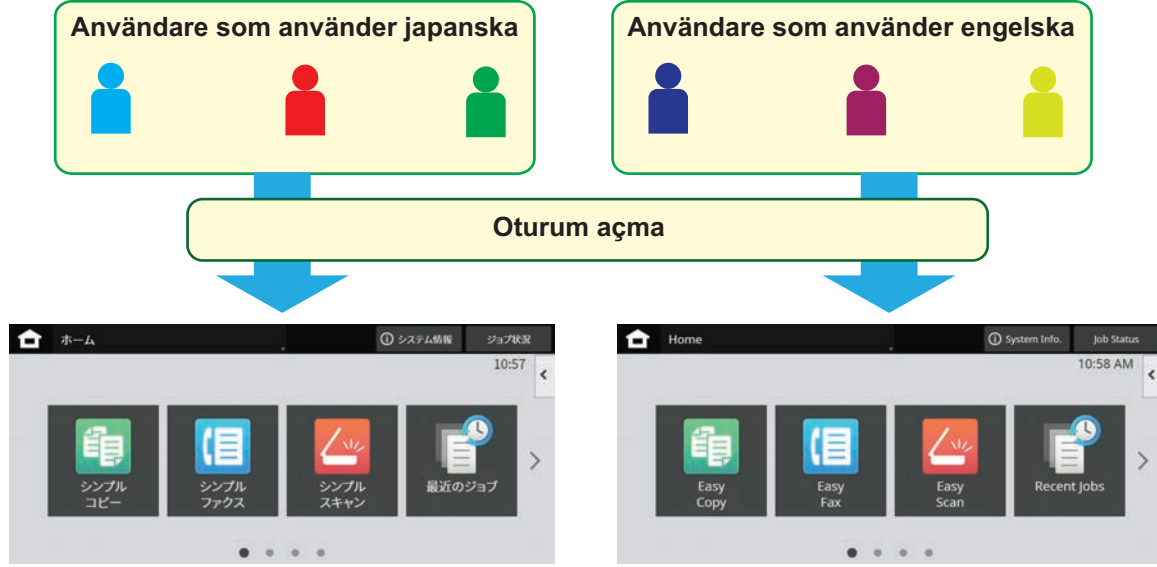 Användare som använder japanska
Användare som använder engelska
Oturum açma
ホーム
システム情報
ジョブ状況
10:57
シンプル
コピー
シンプル
ファクス
シンプル
スキャン
最近のジョブ
Home
System Info.
Job Status
10:58 AM
Easy
Copy
Easy
Fax
Easy
Scan
Recent Jobs